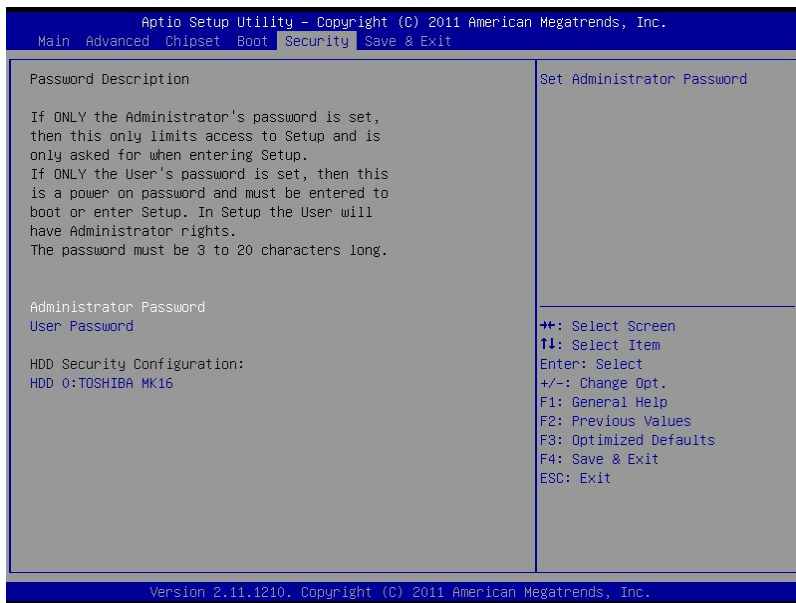 Aptio Setup Utility – Copyright (C) 2011 American Megatrends, Inc.
Main Advanced Chipset Boot Security Save & Exit
Password Description
If ONLY the Administrator's password is set,
then this only limits access to Setup and is
only asked for when entering Setup.
If ONLY the User's password is set, then this
is a power on password and must be entered to
boot or enter Setup. In Setup the User will
have Administrator rights.
The password must be 3 to 20 characters long.
Administrator Password
User Password
HDD Security Configuration:
HDD 0:TOSHIBA MK16
Set Administrator Password
→←: Select Screen
↑↓: Select Item
Enter: Select
+/-: Change Opt.
F1: General Help
F2: Previous Values
F3: Optimized Defaults
F4: Save & Exit
ESC: Exit
Version 2.11.1210. Copyright (C) 2011 American Megatrends, Inc.